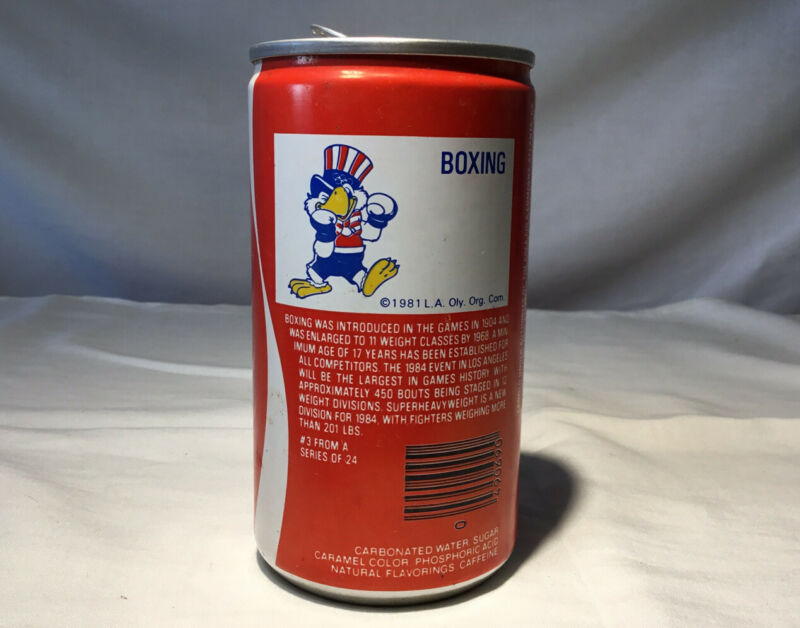 BOXING
©1981 L.A. Oly. Org. Com.
BOXING WAS INTRODUCED IN THE GAMES IN 1904 AND
WAS ENLARGED TO 11 WEIGHT CLASSES BY 1968. A MIN
IMUM AGE OF 17 YEARS HAS BEEN ESTABLISHED FOR
ALL COMPETITORS. THE 1984 EVENT IN LOS ANGELES
WILL BE THE LARGEST IN GAMES HISTORY WITH
APPROXIMATELY 450 BOUTS BEING STAGED IN 12
WEIGHT DIVISIONS. SUPERHEAVYWEIGHT IS A NEW
DIVISION FOR 1984, WITH FIGHTERS WEIGHING MORE
THAN 201 LBS.
#3 FROM A
SERIES OF 24
0
CARBONATED WATER, SUGAR
CARAMEL COLOR, PHOSPHORIC ACID
NATURAL FLAVORINGS, CAFFEINE